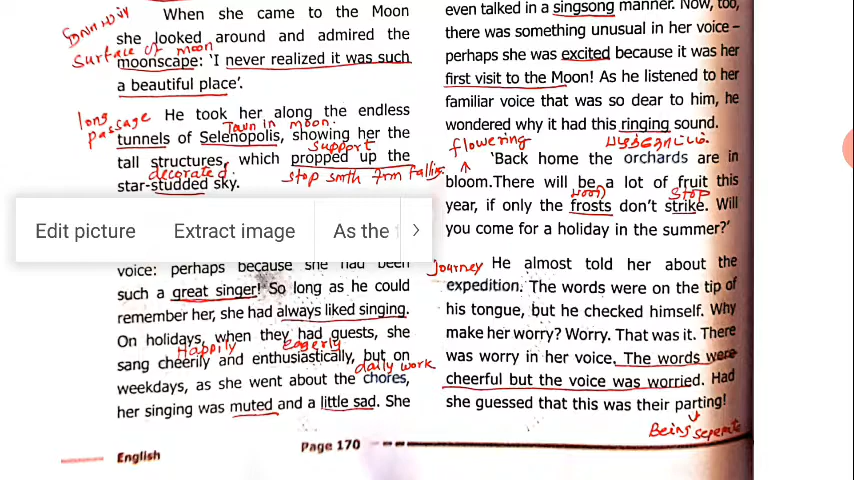 When she came to the Moon
she looked around and admired the
surface of moon
moonscape: ‘I never realized it was such
a beautiful place’.
long
passage
He took her along the endless
Town in moon.
tunnels of Selenopolis, showing her the
support
tall structures, which propped up the
decorated.
stop smth frm falling
star-studded sky.
Edit picture
Extract image
As the
voice: perhaps because she had been
such a great singer! So long as he could
remember her, she had always liked singing.
On holidays, when they had guests, she
Happily
eagerly
sang cheerily and enthusiastically, but on
daily work
weekdays, as she went about the chores,
her singing was muted and a little sad. She
English
Page 170
even talked in a singsong manner. Now, too,
there was something unusual in her voice –
perhaps she was excited because it was her
first visit to the Moon! As he listened to her
familiar voice that was so dear to him, he
wondered why it had this ringing sound.
flowering
‘Back home the orchards are in
bloom. There will be a lot of fruit this
stop
year, if only the frosts don’t strike. Will
you come for a holiday in the summer?’
Journey
He almost told her about the
expedition. The words were on the tip of
his tongue, but he checked himself. Why
make her worry? Worry. That was it. There
was worry in her voice. The words were
cheerful but the voice was worried. Had
she guessed that this was their parting!
Being seperate